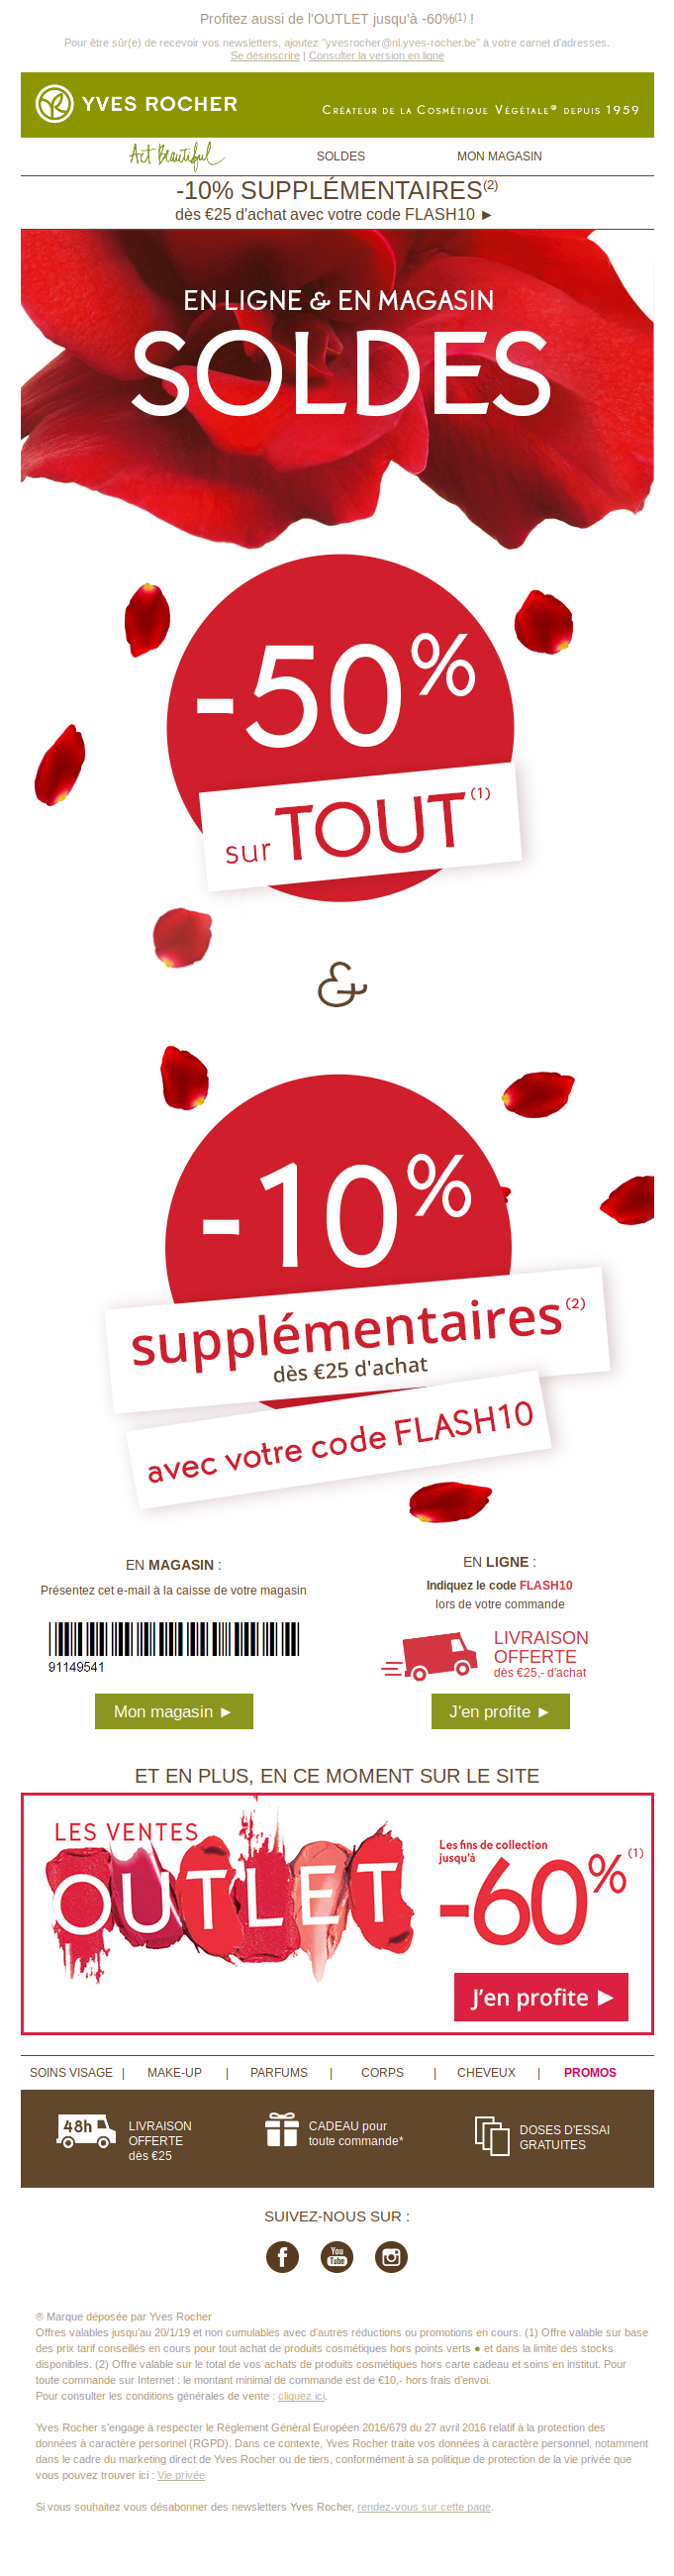 Profitez aussi de l'OUTLET jusqu'à -60%(1) !
Pour être sûr(e) de recevoir vos newsletters, ajoutez "yvesrocher@nl.yves-rocher.be" à votre carnet d'adresses.
Se désinscrire | Consulter la version en ligne
YVES ROCHER
Créateur de la Cosmétique Végétale® depuis 1959
Act Beautiful
SOLDES
MON MAGASIN
-10% SUPPLÉMENTAIRES(2)
dès €25 d'achat avec votre code FLASH10 ►
EN LIGNE & EN MAGASIN
SOLDES
-50%
sur TOUT(1)
&
-10%
supplémentaires(2)
dès €25 d'achat
avec votre code FLASH10
EN MAGASIN :
Présentez cet e-mail à la caisse de votre magasin
91149541
Mon magasin ►
EN LIGNE :
Indiquez le code FLASH10
lors de votre commande
LIVRAISON
OFFERTE
dès €25,- d'achat
J'en profite ►
ET EN PLUS, EN CE MOMENT SUR LE SITE
LES VENTES
OUTLET
Les fins de collection
jusqu'à
-60%(1)
J'en profite ►
SOINS VISAGE | MAKE-UP | PARFUMS | CORPS | CHEVEUX | PROMOS
48h
LIVRAISON
OFFERTE
dès €25
CADEAU pour
toute commande*
DOSES D'ESSAI
GRATUITES
SUIVEZ-NOUS SUR :
f
You
Tube
® Marque déposée par Yves Rocher
Offres valables jusqu'au 20/1/19 et non cumulables avec d'autres réductions ou promotions en cours. (1) Offre valable sur base
des prix tarif conseillés en cours pour tout achat de produits cosmétiques hors points verts ● et dans la limite des stocks
disponibles. (2) Offre valable sur le total de vos achats de produits cosmétiques hors carte cadeau et soins en institut. Pour
toute commande sur Internet : le montant minimal de commande est de €10,- hors frais d'envoi.
Pour consulter les conditions générales de vente : cliquez ici.
Yves Rocher s'engage à respecter le Règlement Général Européen 2016/679 du 27 avril 2016 relatif à la protection des
données à caractère personnel (RGPD). Dans ce contexte, Yves Rocher traite vos données à caractère personnel, notamment
dans le cadre du marketing direct de Yves Rocher ou de tiers, conformément à sa politique de protection de la vie privée que
vous pouvez trouver ici : Vie privée
Si vous souhaitez vous désabonner des newsletters Yves Rocher, rendez-vous sur cette page.